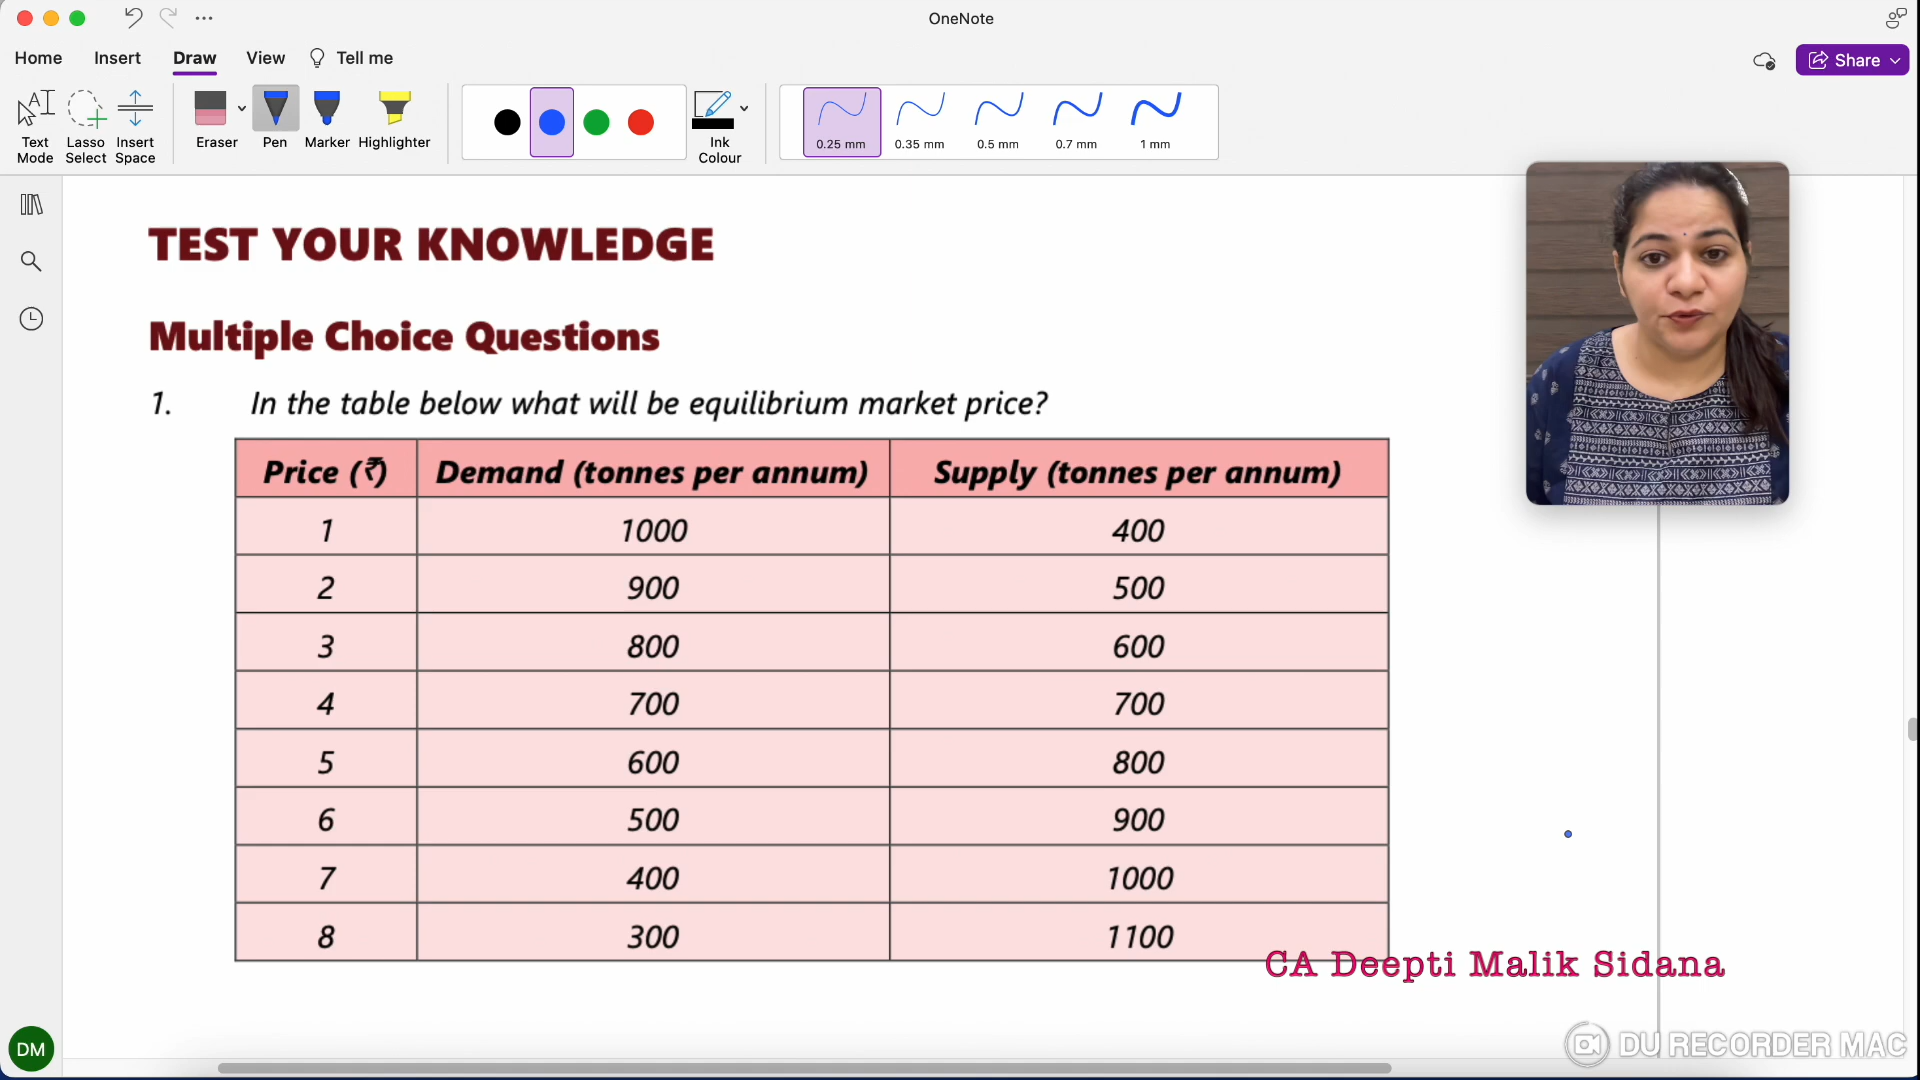 OneNote
Home Insert Draw View Tell me
Share
Text Mode
Lasso Select
Insert Space
Eraser
Pen
Marker
Highlighter
Ink Colour
0.25 mm
0.35 mm
0.5 mm
0.7 mm
1 mm
TEST YOUR KNOWLEDGE
Multiple Choice Questions
1. In the table below what will be equilibrium market price?
Price (₹) Demand (tonnes per annum) Supply (tonnes per annum)
1 1000 400
2 900 500
3 800 600
4 700 700
5 600 800
6 500 900
7 400 1000
8 300 1100
CA Deepti Malik Sidana
DM
DU RECORDER MAC